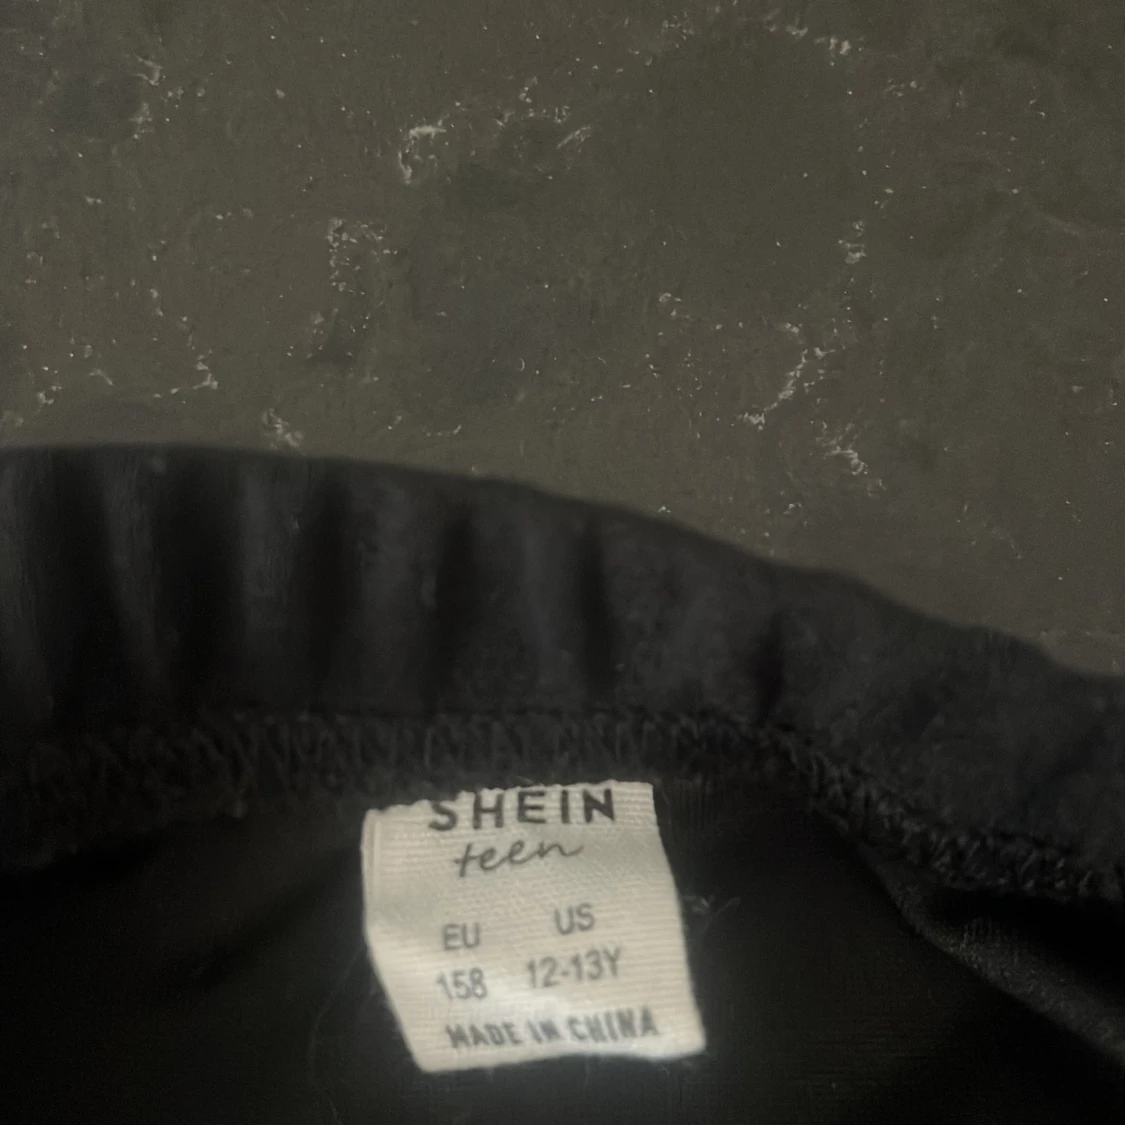 SHEIN
teen
EU US
158 12-13Y
MADE IN CHINA